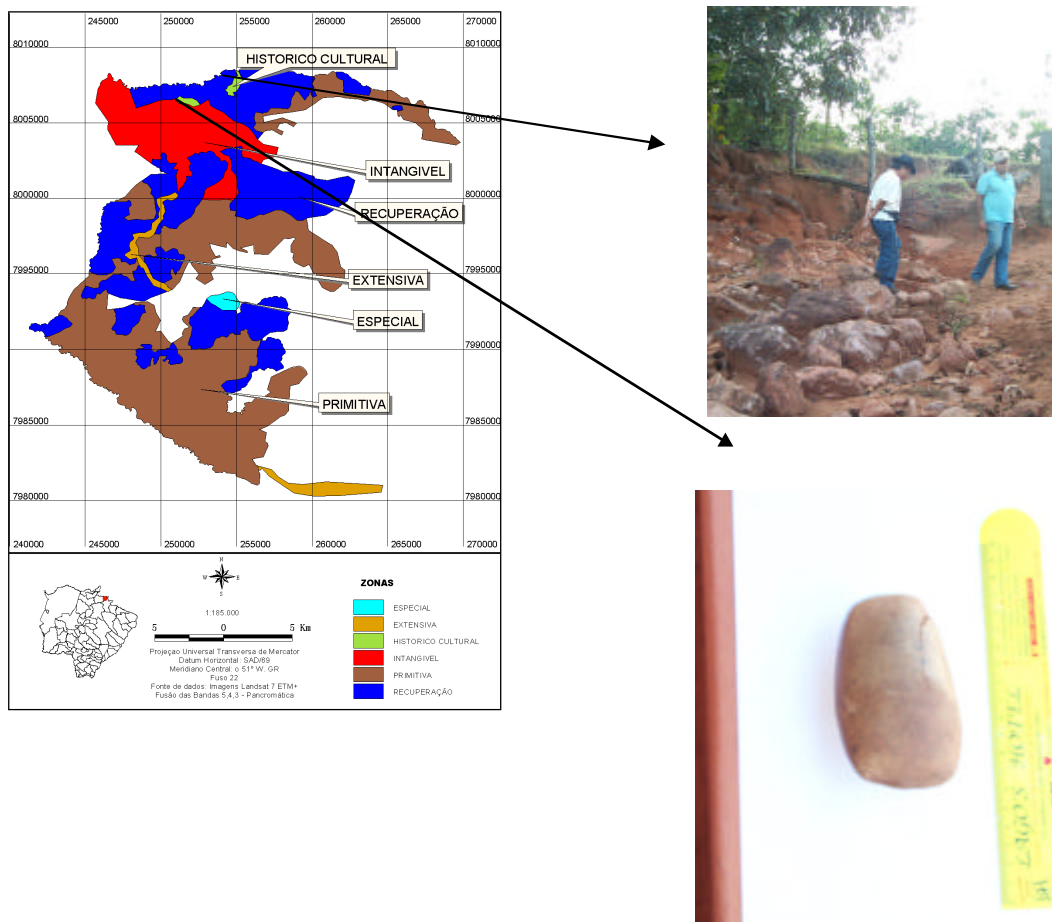 245000 250000 255000 260000 265000 270000
8010000 8010000
HISTORICO CULTURAL
8005000 8005000
INTANGIVEL
8000000 8000000
RECUPERAÇÃO
7995000 7995000
EXTENSIVA
ESPECIAL
7990000 7990000
PRIMITIVA
7985000 7985000
7980000 7980000
240000 245000 250000 255000 260000 265000 270000
N
W E
S
1:185.000
5 0 5 Km
Projeçao Universal Transversa de Mercator
Datum Horizontal: SAD/69
Meridiano Central: o 51° W. GR
Fuso 22
Fonte de dados: Imagens Landsat 7 ETM+
Fusão das Bandas 5,4,3 - Pancromática
ZONAS
ESPECIAL
EXTENSIVA
HISTORICO CULTURAL
INTANGIVEL
PRIMITIVA
RECUPERAÇÃO